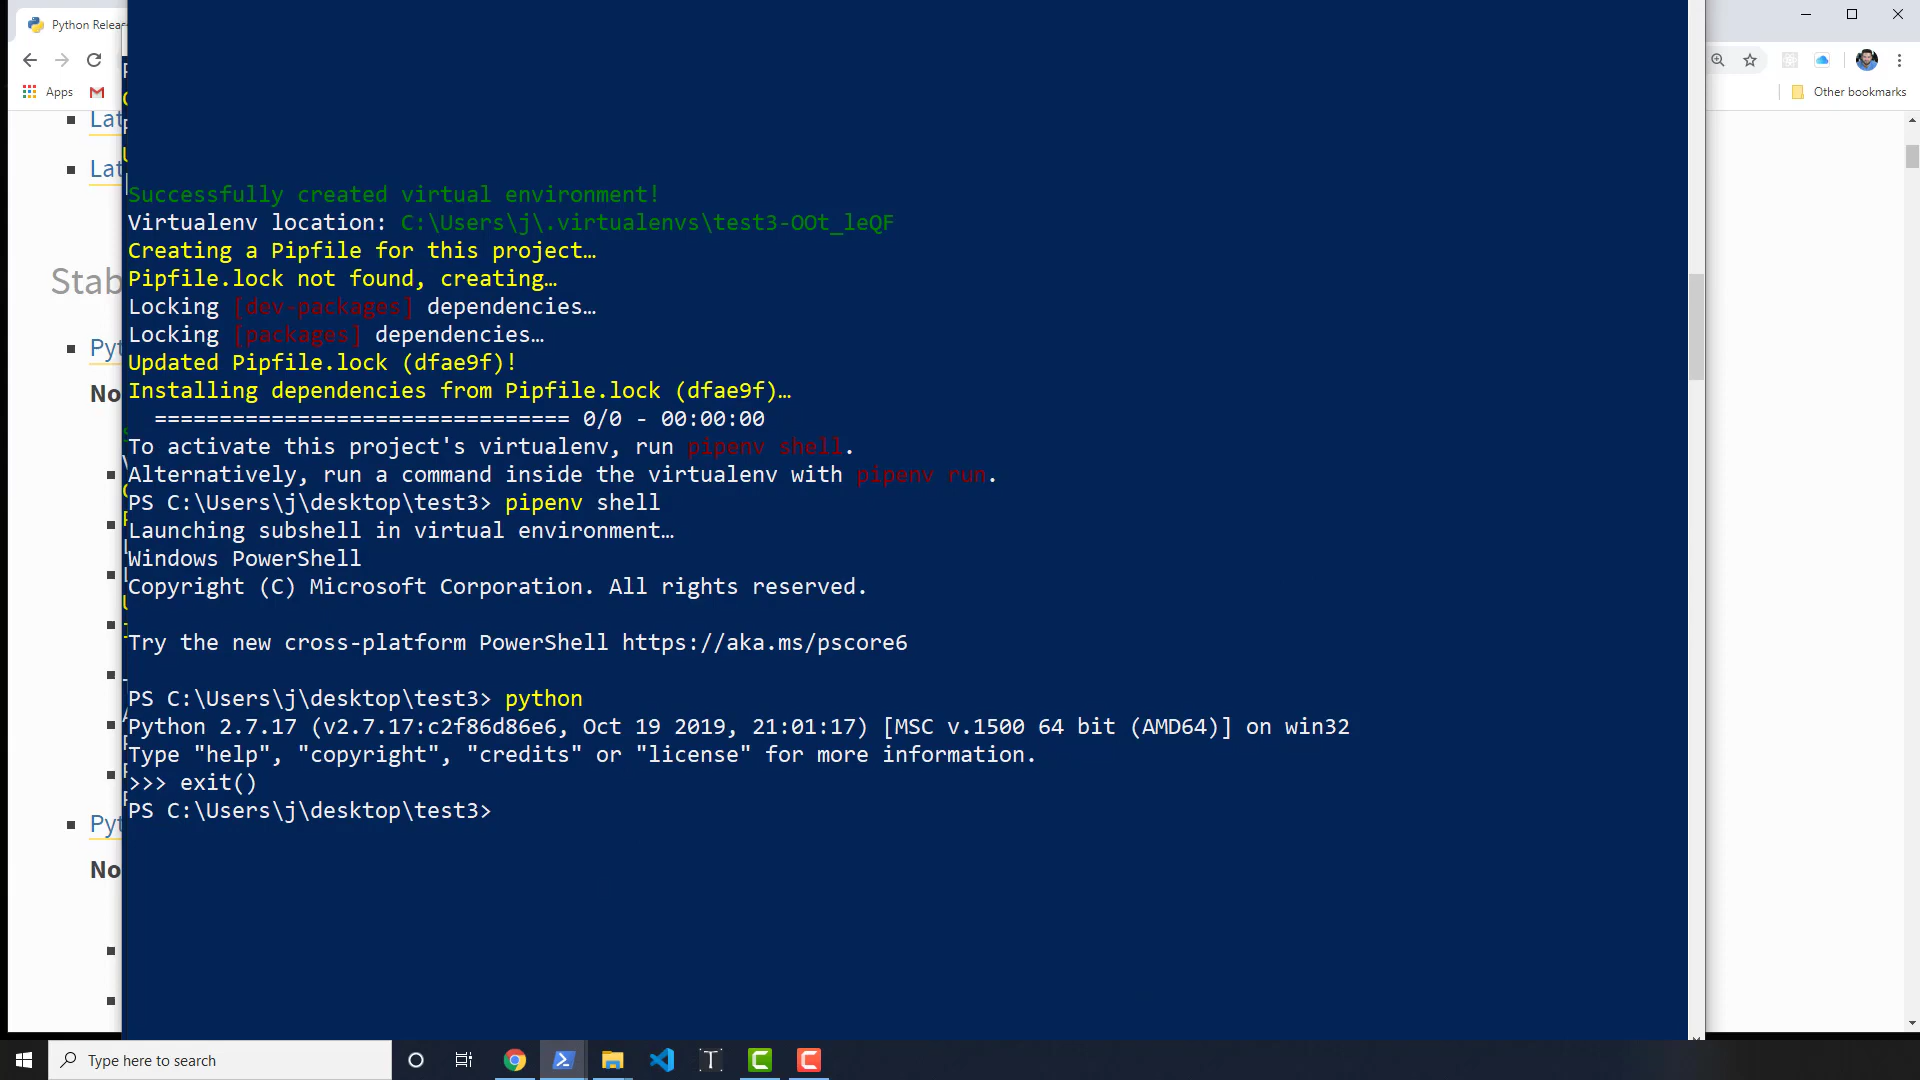 Python Relea
Apps
Other bookmarks
Lat
Lat
Stab
Pyt
No
Pyt
No
Successfully created virtual environment!
Virtualenv location: C:\Users\j\.virtualenvs\test3-OOt_leQF
Creating a Pipfile for this project…
Pipfile.lock not found, creating…
Locking [dev-packages] dependencies…
Locking [packages] dependencies…
Updated Pipfile.lock (dfae9f)!
Installing dependencies from Pipfile.lock (dfae9f)…
================================ 0/0 - 00:00:00
To activate this project's virtualenv, run pipenv shell.
Alternatively, run a command inside the virtualenv with pipenv run.
PS C:\Users\j\desktop\test3> pipenv shell
Launching subshell in virtual environment…
Windows PowerShell
Copyright (C) Microsoft Corporation. All rights reserved.
Try the new cross-platform PowerShell https://aka.ms/pscore6
PS C:\Users\j\desktop\test3> python
Python 2.7.17 (v2.7.17:c2f86d86e6, Oct 19 2019, 21:01:17) [MSC v.1500 64 bit (AMD64)] on win32
Type "help", "copyright", "credits" or "license" for more information.
>>> exit()
PS C:\Users\j\desktop\test3>
Type here to search